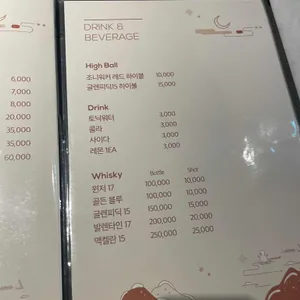 6,000
7,000
8,000
20,000
35,000
35,000
60,000
DRINK &
BEVERAGE
High Ball
조니워커 레드 하이볼 10,000
글렌피딕15 하이볼 15,000
Drink
토닉워터 3,000
콜라 3,000
사이다 3,000
레몬 1EA 3,000
Whisky Bottle Shot
윈저 17 100,000 10,000
골든 블루 100,000 10,000
글렌피딕 15 150,000 15,000
발렌타인 17 200,000 20,000
맥켈란 15 250,000 25,000